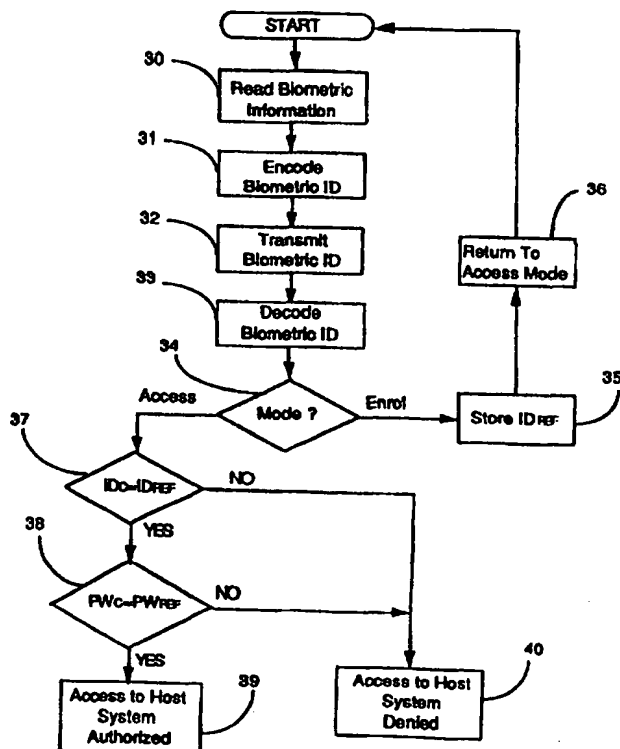 START
30
Read Biometric
Information
31
Encode
Biometric ID
36
32
Transmit
Biometric ID
Return To
Access Mode
33
Decode
Biometric ID
34
Access
Mode ?
Enrol
Store IDREF
35
37
IDC=IDREF
NO
YES
38
PWC=PWREF
NO
YES
39
Access to Host
System
Authorized
40
Access to Host
System
Denied